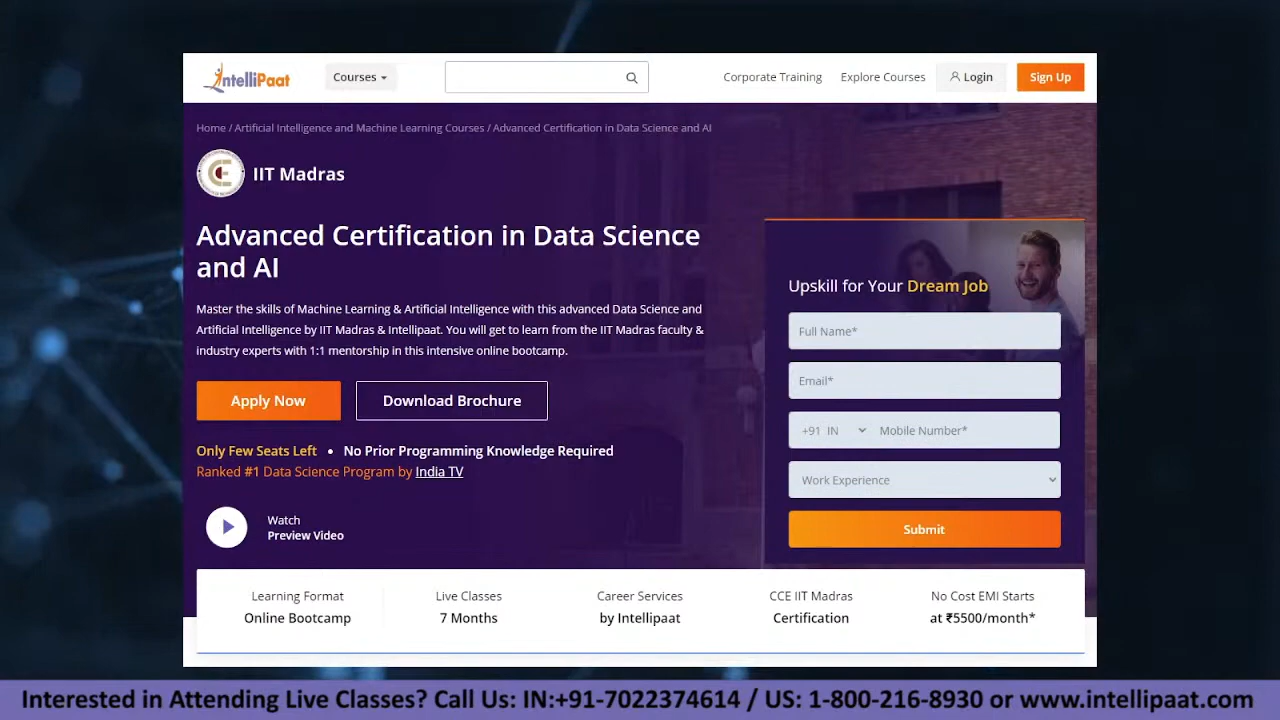 IntelliPaat
Courses
Corporate Training
Explore Courses
Login
Sign Up
Home / Artificial Intelligence and Machine Learning Courses / Advanced Certification in Data Science and AI
IIT Madras
Advanced Certification in Data Science
and AI
Master the skills of Machine Learning & Artificial Intelligence with this advanced Data Science and
Artificial Intelligence by IIT Madras & Intellipaat. You will get to learn from the IIT Madras faculty &
industry experts with 1:1 mentorship in this intensive online bootcamp.
Apply Now
Download Brochure
Only Few Seats Left • No Prior Programming Knowledge Required
Ranked #1 Data Science Program by India TV
Watch
Preview Video
Upskill for Your Dream Job
Full Name*
Email*
+91 IN Mobile Number*
Work Experience
Submit
Learning Format
Online Bootcamp
Live Classes
7 Months
Career Services
by Intellipaat
CCE IIT Madras
Certification
No Cost EMI Starts
at ₹5500/month*
Interested in Attending Live Classes? Call Us: IN:+91-7022374614 / US: 1-800-216-8930 or www.intellipaat.com